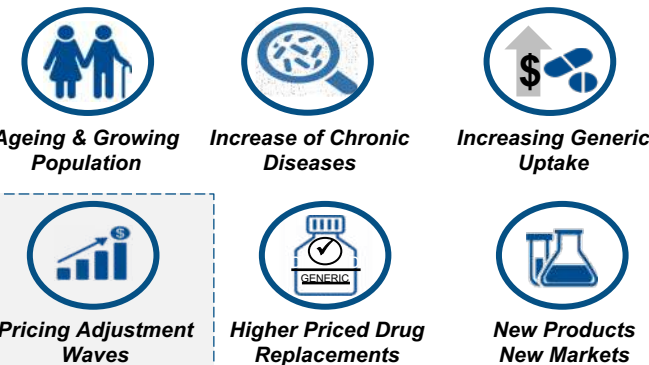 $
Ageing & Growing
Population
Increase of Chronic
Diseases
Increasing Generic
Uptake
$
GENERIC
Pricing Adjustment
Waves
Higher Priced Drug
Replacements
New Products
New Markets